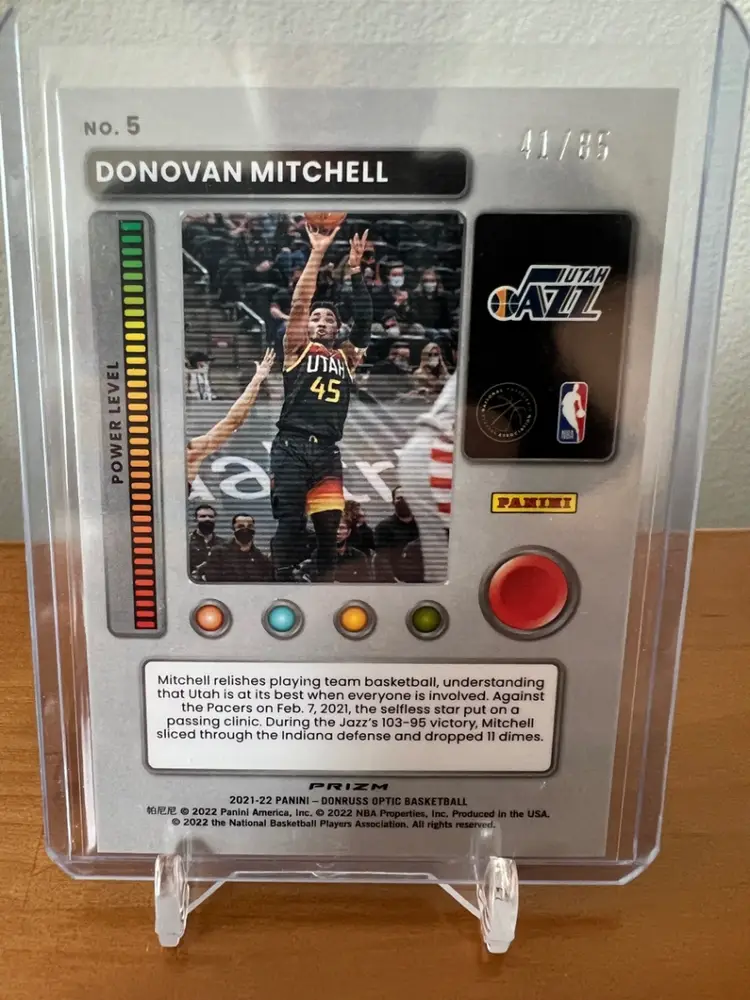 NO. 5
41/85
DONOVAN MITCHELL
POWER LEVEL
UTAH
45
UTAH
JAZZ
NBA
PANINI
Mitchell relishes playing team basketball, understanding
that Utah is at its best when everyone is involved. Against
the Pacers on Feb. 7, 2021, the selfless star put on a
passing clinic. During the Jazz's 103-95 victory, Mitchell
sliced through the Indiana defense and dropped 11 dimes.
PRIZM
2021-22 PANINI – DONRUSS OPTIC BASKETBALL
帕尼尼 © 2022 Panini America, Inc. © 2022 NBA Properties, Inc. Produced in the USA.
© 2022 the National Basketball Players Association. All rights reserved.